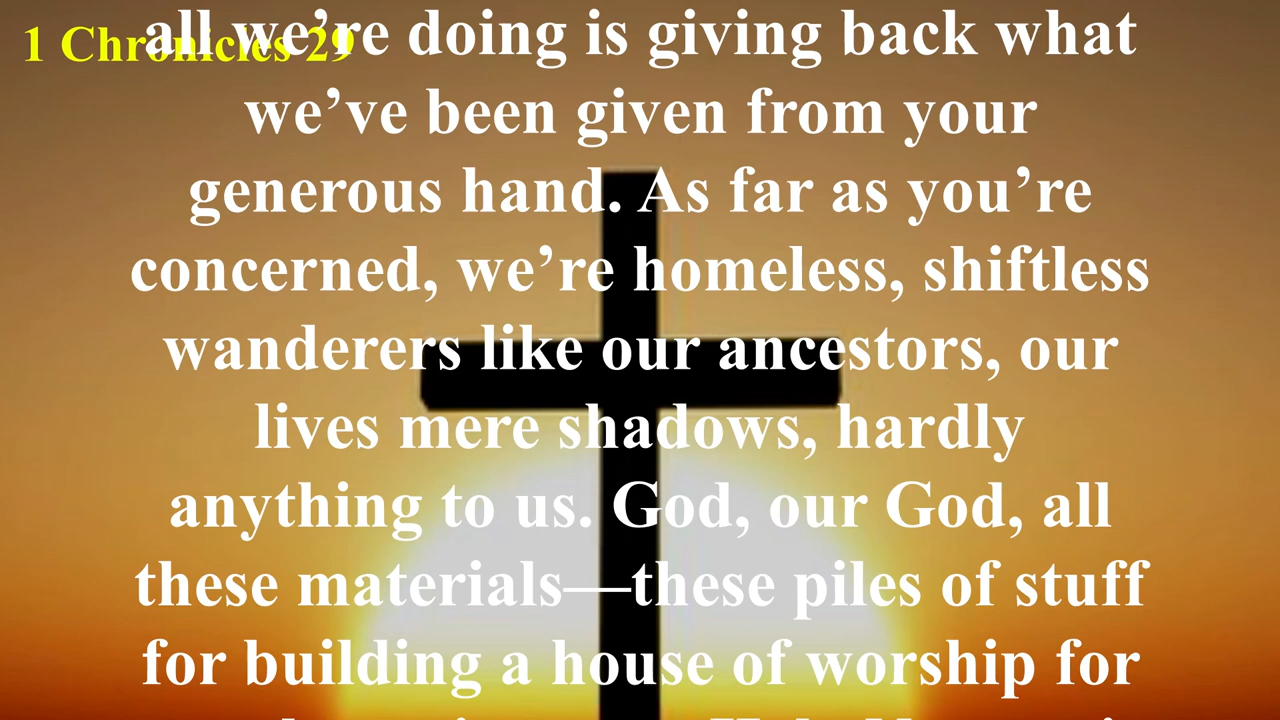 1 Chronicles 29
all we’re doing is giving back what
we’ve been given from your
generous hand. As far as you’re
concerned, we’re homeless, shiftless
wanderers like our ancestors, our
lives mere shadows, hardly
anything to us. God, our God, all
these materials—these piles of stuff
for building a house of worship for